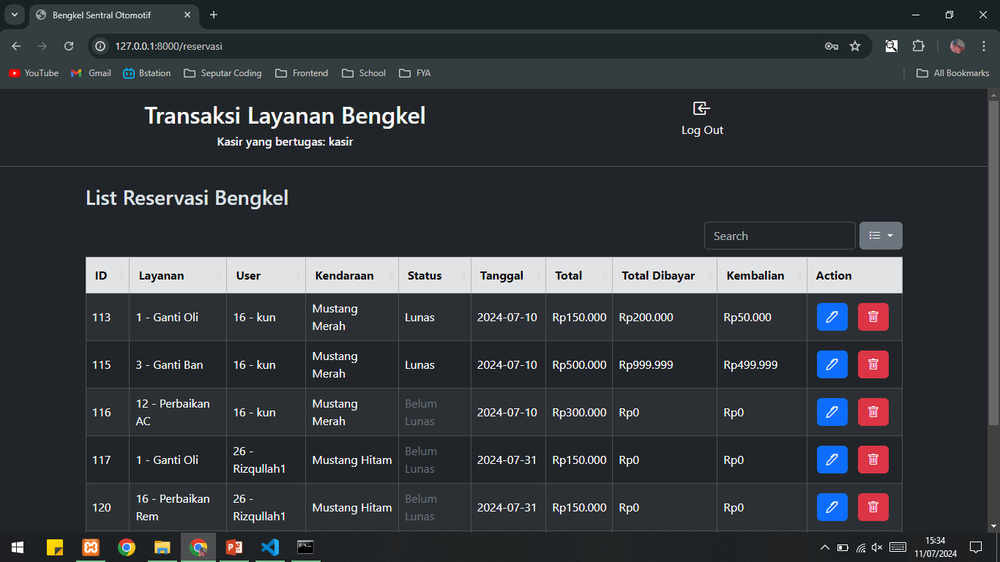 Bengkel Sentral Otomotif
127.0.0.1:8000/reservasi
YouTube Gmail Bstation Seputar Coding Frontend School FYA All Bookmarks
Transaksi Layanan Bengkel
Kasir yang bertugas: kasir
Log Out
List Reservasi Bengkel
Search
ID Layanan User Kendaraan Status Tanggal Total Total Dibayar Kembalian Action
113 1 - Ganti Oli 16 - kun Mustang Merah Lunas 2024-07-10 Rp150.000 Rp200.000 Rp50.000
115 3 - Ganti Ban 16 - kun Mustang Merah Lunas 2024-07-10 Rp500.000 Rp999.999 Rp499.999
116 12 - Perbaikan AC 16 - kun Mustang Merah Belum Lunas 2024-07-10 Rp300.000 Rp0 Rp0
117 1 - Ganti Oli 26 - Rizqullah1 Mustang Hitam Belum Lunas 2024-07-31 Rp150.000 Rp0 Rp0
120 16 - Perbaikan Rem 26 - Rizqullah1 Mustang Hitam Belum Lunas 2024-07-31 Rp150.000 Rp0 Rp0
15:34
11/07/2024